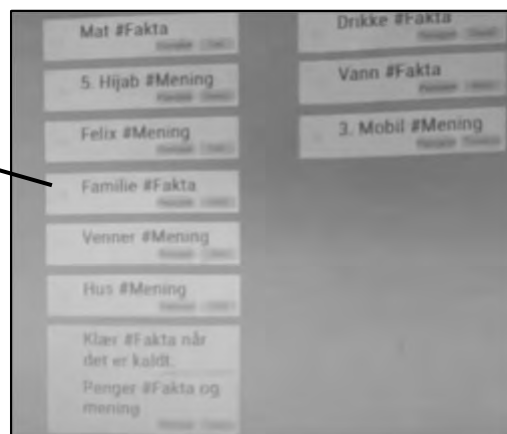 Mat #Fakta
5. Hijab #Mening
Felix #Mening
Familie #Fakta
Venner #Mening
Hus #Mening
Klær #Fakta når
det er kaldt.
Penger #Fakta og
mening
Drikke #Fakta
Vann #Fakta
3. Mobil #Mening